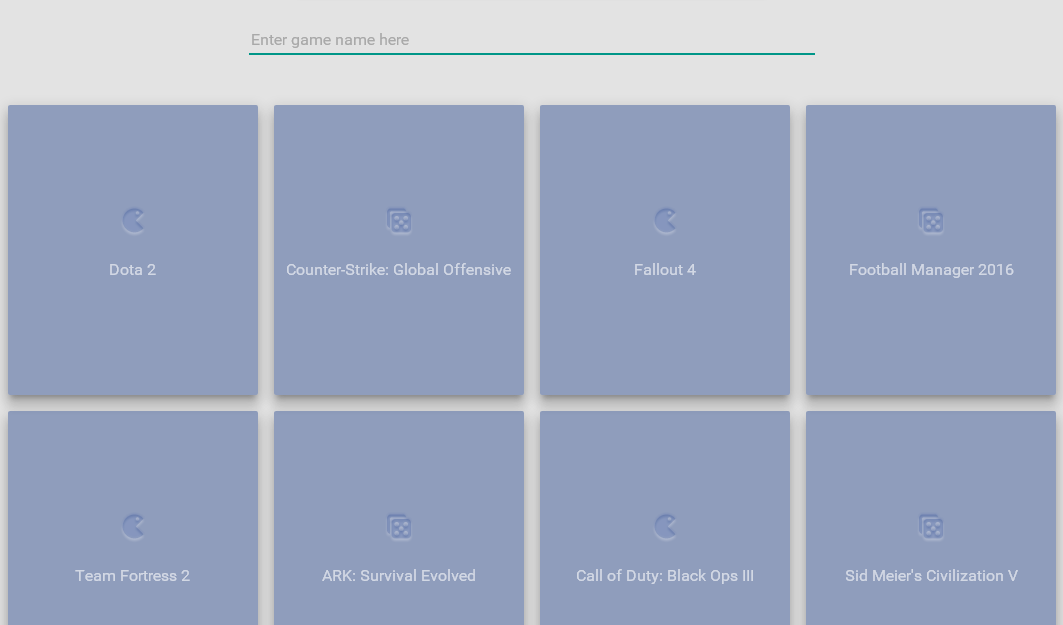 Enter game name here
Dota 2
Counter-Strike: Global Offensive
Fallout 4
Football Manager 2016
Team Fortress 2
ARK: Survival Evolved
Call of Duty: Black Ops III
Sid Meier's Civilization V